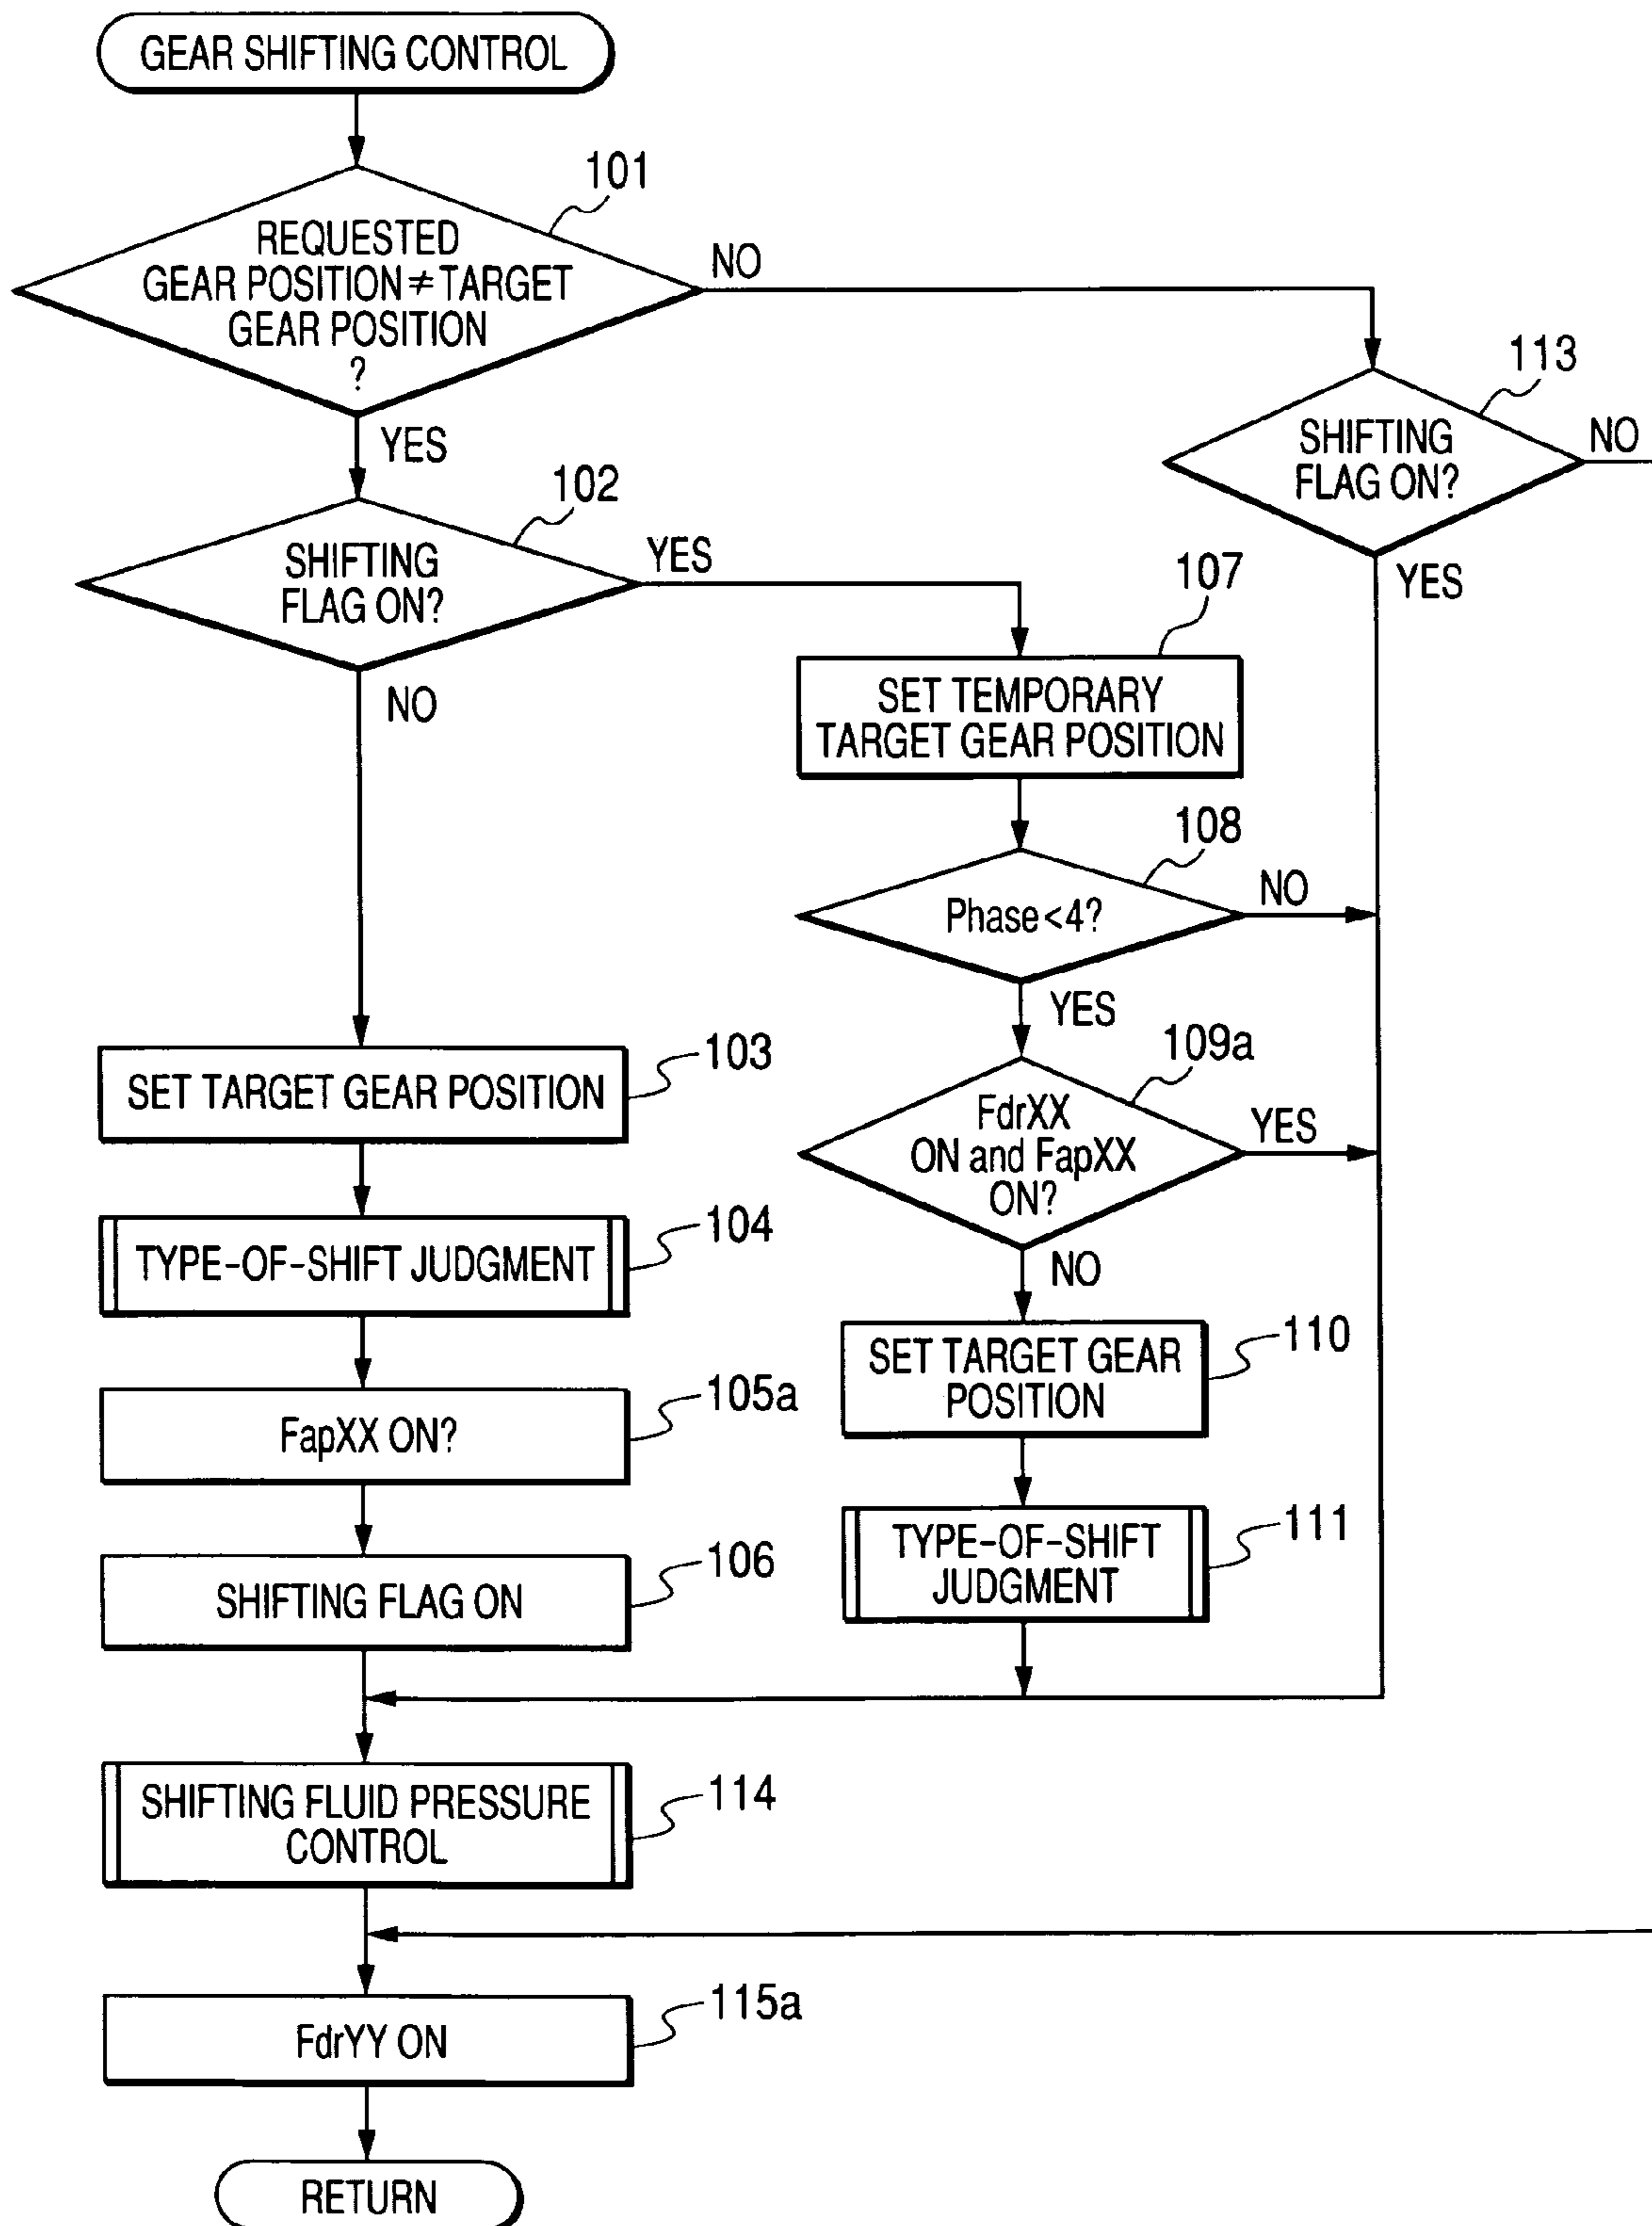 GEAR SHIFTING CONTROL
101
REQUESTED
GEAR POSITION ≠ TARGET
GEAR POSITION
?
NO
YES
113
SHIFTING
FLAG ON?
NO
YES
102
SHIFTING
FLAG ON?
YES
NO
107
SET TEMPORARY
TARGET GEAR POSITION
108
Phase<4?
NO
YES
109a
FdrXX
ON and FapXX
ON?
YES
NO
103
SET TARGET GEAR POSITION
104
TYPE-OF-SHIFT JUDGMENT
105a
FapXX ON?
106
SHIFTING FLAG ON
110
SET TARGET GEAR
POSITION
111
TYPE-OF-SHIFT
JUDGMENT
114
SHIFTING FLUID PRESSURE
CONTROL
115a
FdrYY ON
RETURN